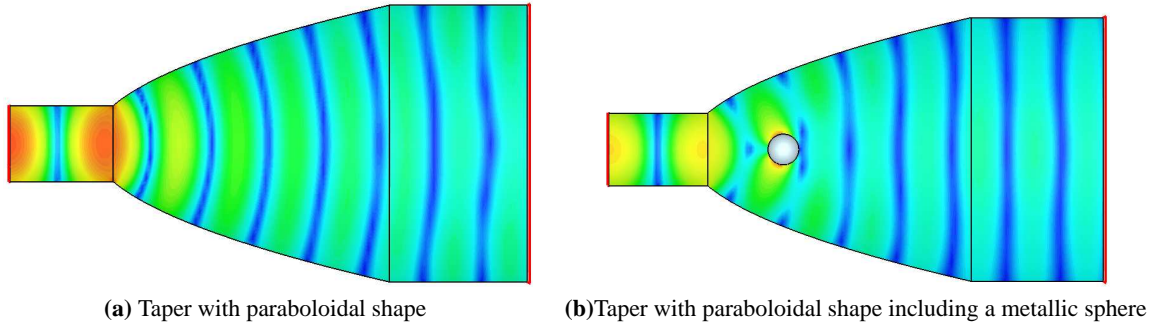 (a) Taper with paraboloidal shape
(b)Taper with paraboloidal shape including a metallic sphere